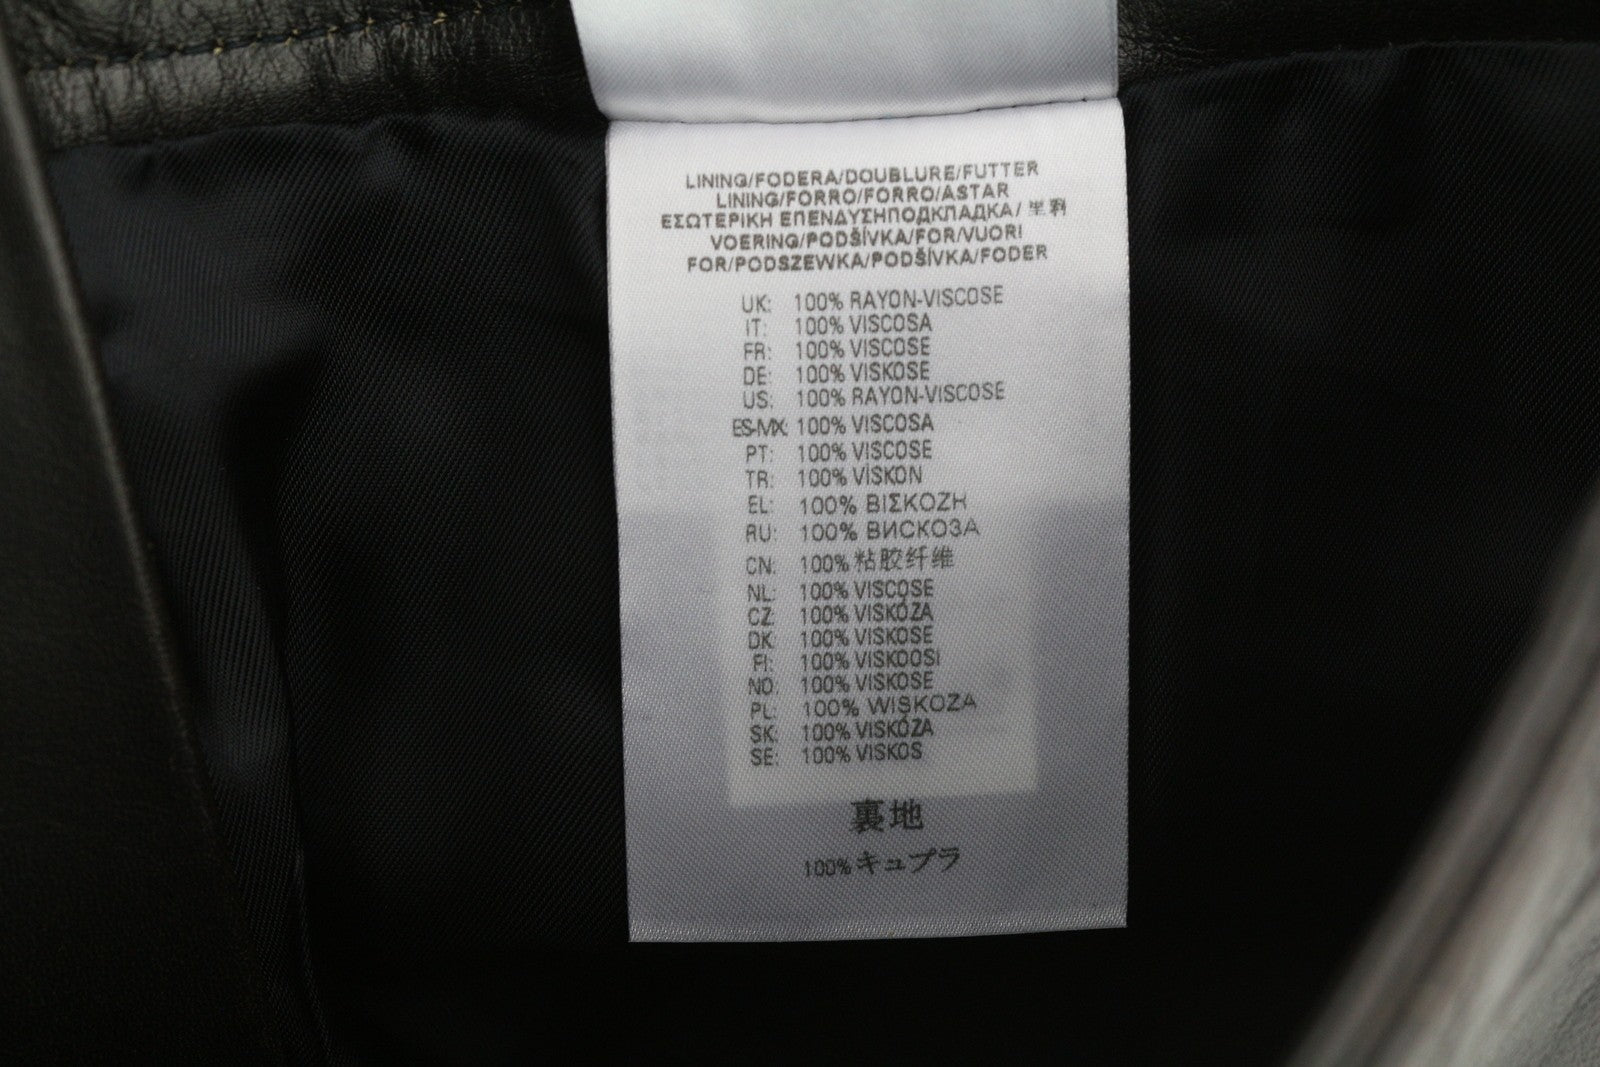 LINING/FODERA/DOUBLURE/FUTTER
LINING/FORRO/FORRO/ASTAR
ΕΣΩΤΕΡΙΚΗ ΕΠΕΝΔΥΣΗПОДКЛАДКА/
VOERING/PODŠÍVKA/FOR/VUORI
FOR/PODSZEWKA/PODŠÍVKA/FODER
UK: 100% RAYON-VISCOSE
IT: 100% VISCOSA
FR: 100% VISCOSE
DE: 100% VISKOSE
US: 100% RAYON-VISCOSE
ES-MX: 100% VISCOSA
PT: 100% VISCOSE
TR: 100% VİSKON
EL: 100% ΒΙΣΚΟΖΗ
RU: 100% ВИСКОЗА
CN: 100% 粘胶纤维
NL: 100% VISCOSE
CZ: 100% VISKÓZA
DK: 100% VISKOSE
FI: 100% VISKOOSI
NO: 100% VISKOSE
PL: 100% WISKOZA
SK: 100% VISKÓZA
SE: 100% VISKOS
裏地
100% キュプラ